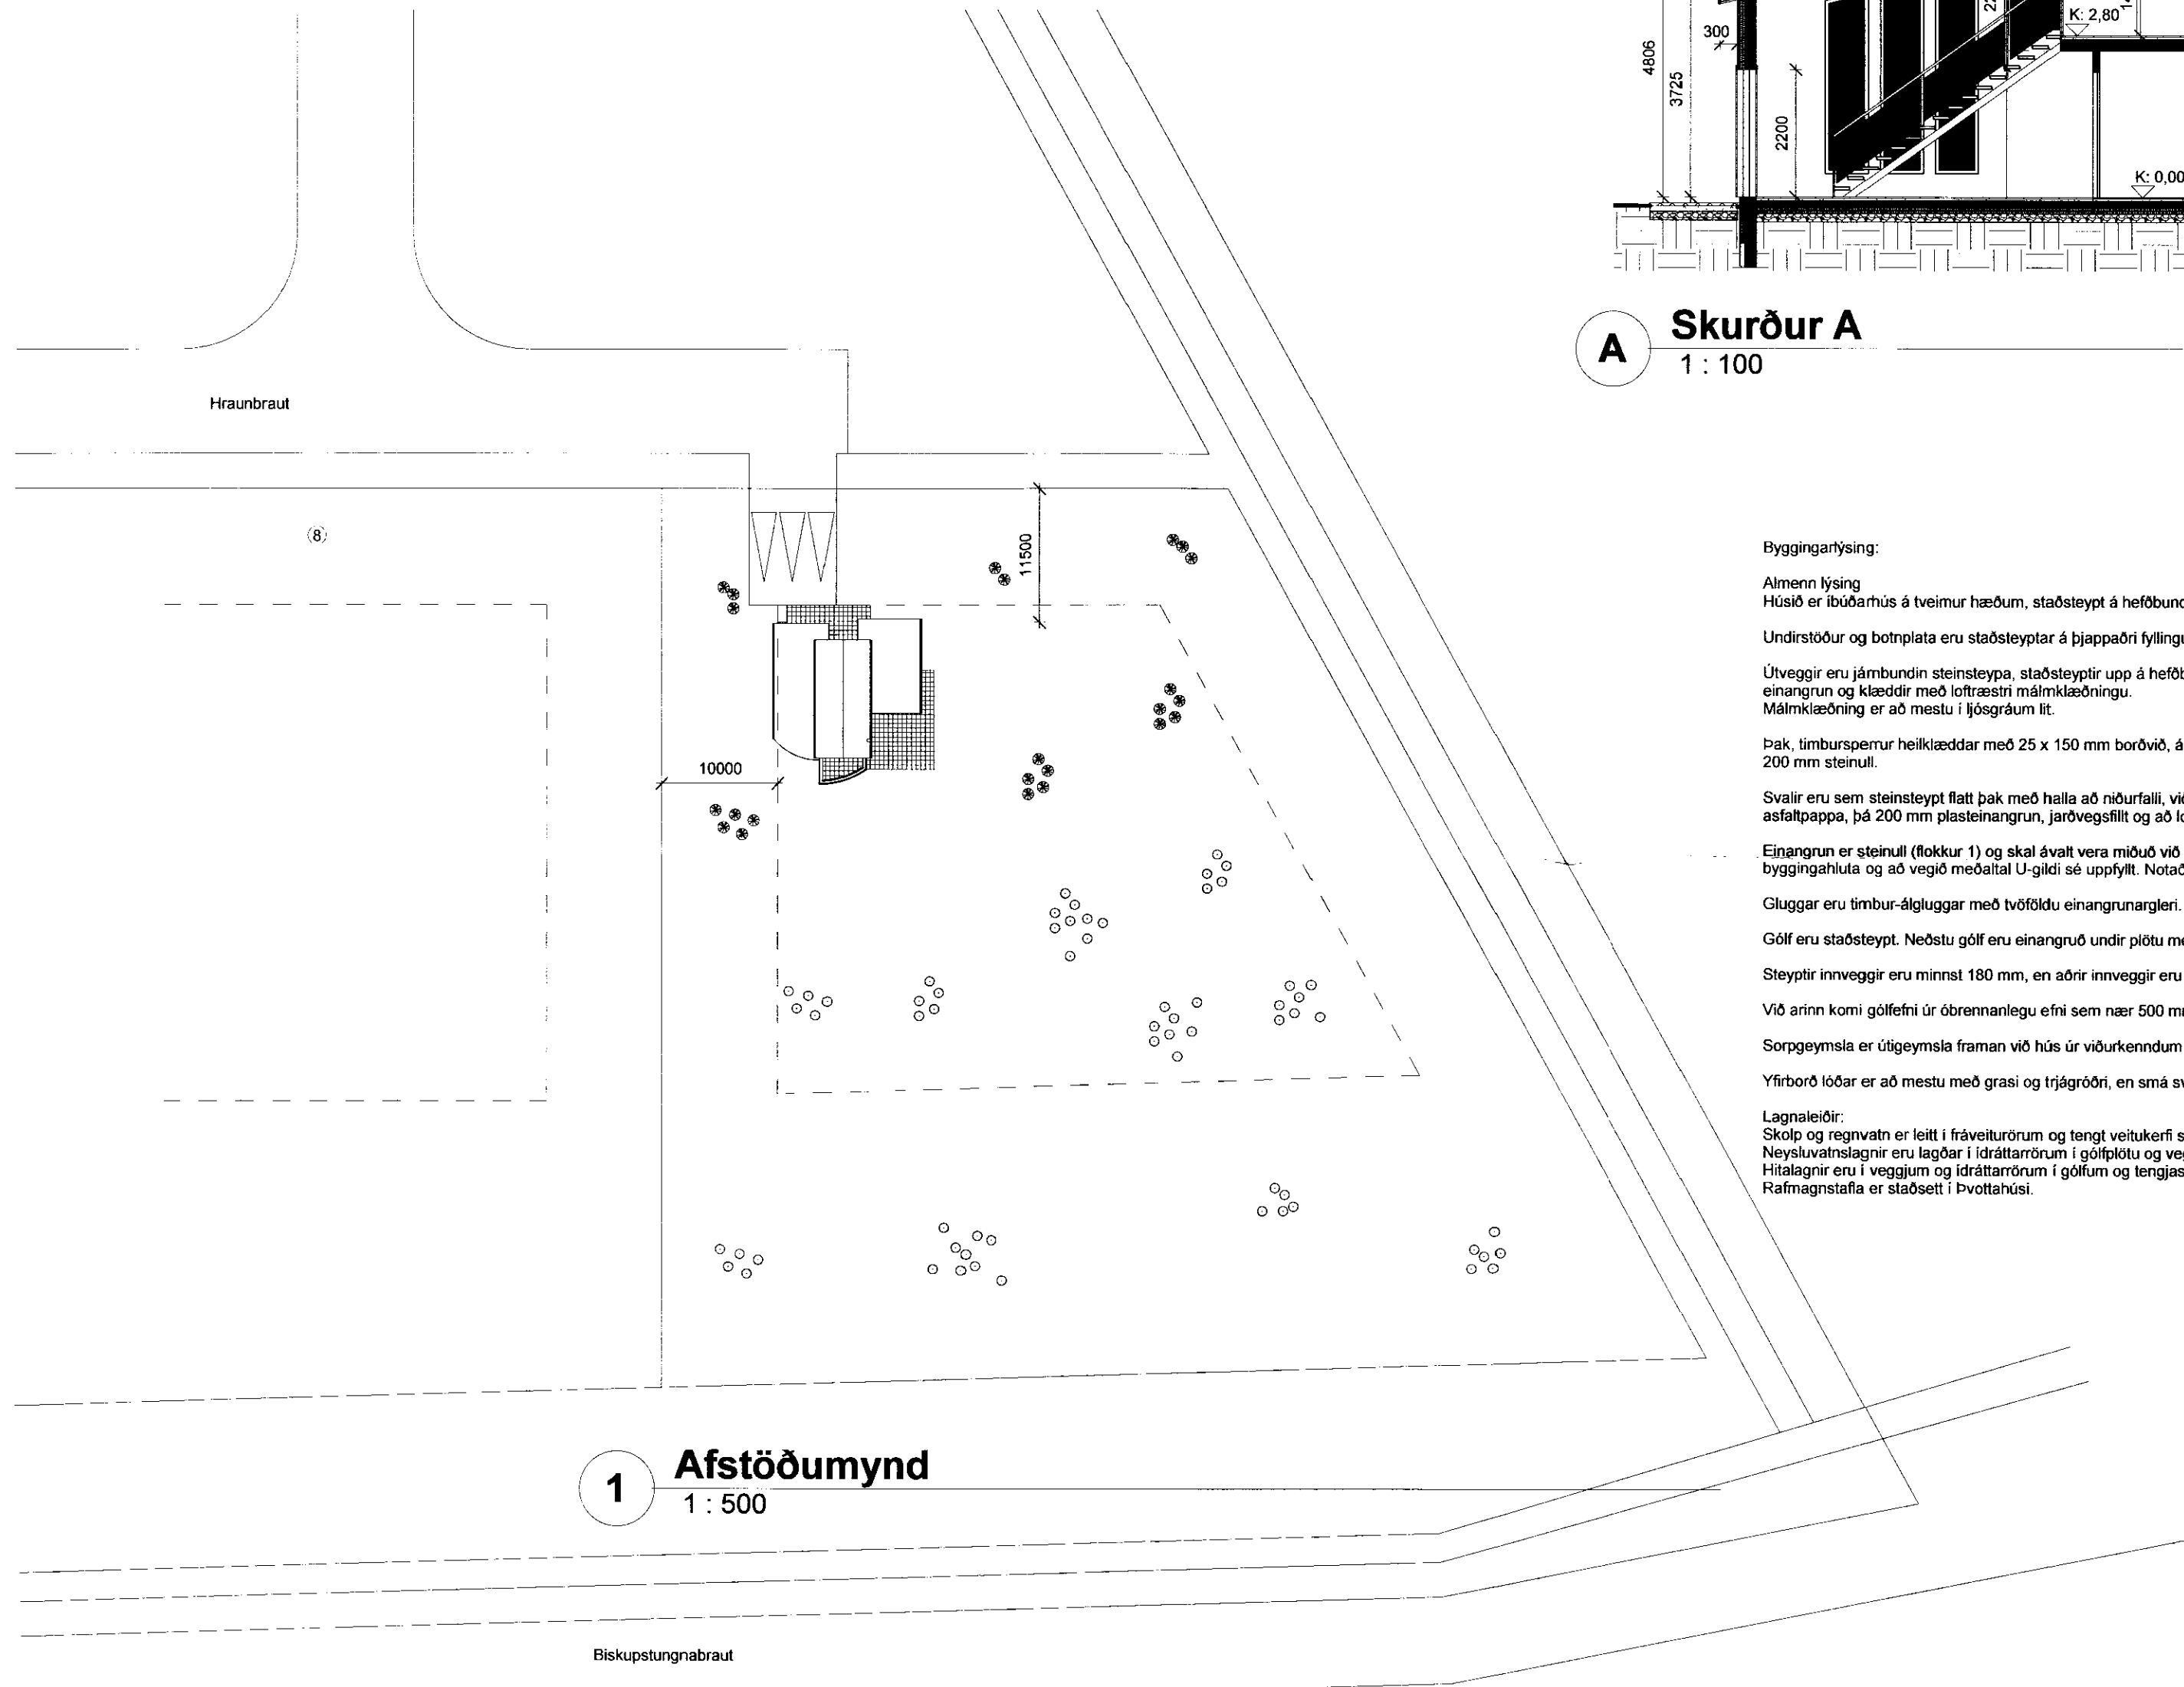 4806
3725
300
2200
K: 2,80
K: 0,00
A
Skurður A
1 : 100
Hraunbraut
8
11500
10000
Byggingarlýsing:
Almenn lýsing
Húsið er íbúðarhús á tveimur hæðum, staðsteypt á
Undirstöður og botnplata eru staðsteyptar á þjappaðri
Útveggir eru járnbundin steinsteypa, staðsteyptir upp á
einangrun og klæddir með loftræstri málmklæðningu.
Málmklæðning er að mestu í ljósgráum lit.
Þak, timbursperrur heilklæddar með 25 x 150 mm borðvið,
200 mm steinull.
Svalir eru sem steinsteypt flatt þak með halla að niðurfalli,
asfaltpappa, þá 200 mm plasteinangrun, jarðvegsfillt og að
Einangrun er steinull (flokkur 1) og skal ávalt vera miðuð við
byggingahluta og að vegið meðaltal U-gildi sé uppfyllt.
Gluggar eru timbur-álgluggar með tvöföldu einangrunargleri.
Gólf eru staðsteypt. Neðstu gólf eru einangruð undir plötu
Steyptir innveggir eru minnst 180 mm, en aðrir innveggir eru
Við arinn komi gólfefni úr óbrennanlegu efni sem nær 500
Sorpgeymsla er útigeymsla framan við hús úr viðurkenndum
Yfirborð lóðar er að mestu með grasi og trjágróðri, en smá
Lagnaleiðir:
Skolp og regnvatn er leitt í fráveiturörum og tengt veitukerfi
Neysluvatnslagnir eru lagðar í ídráttarrörum í gólfplötu og
Hitalagnir eru í veggjum og ídráttarrörum í gólfum og
Rafmagnstafla er staðsett í Þvottahúsi.
1
Afstöðumynd
1 : 500
Biskupstungnabraut